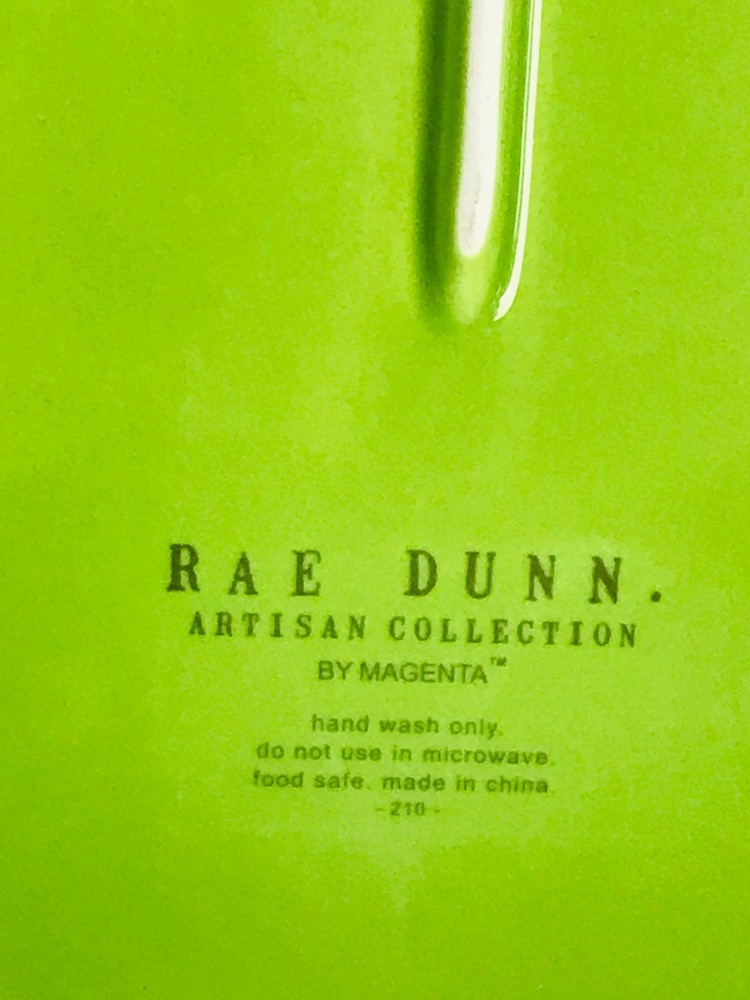 RAE DUNN.
ARTISAN COLLECTION
BY MAGENTA™
hand wash only.
do not use in microwave.
food safe. made in china.
- 210 -